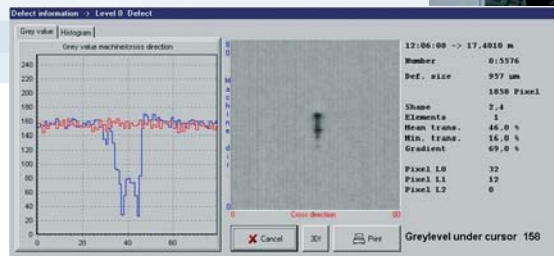 Defect information -> Level 0 Defect
Grey value
Histogram
Grey value machine/cross direction
240
220
200
180
160
140
120
100
80
60
40
20
0
0
20
40
60
80
Machine dir.
0
Cross direction
80
Cancel
3D!
Print
12:06:08 -> 17,4010 m
Number 0:5576
Def. size 957 um
1858 Pixel
Shape 2,4
Elements 1
Mean trans. 46,0 %
Min. trans. 16,0 %
Gradient 69,0 %
Pixel L0 32
Pixel L1 12
Pixel L2 0
Greylevel under cursor 158